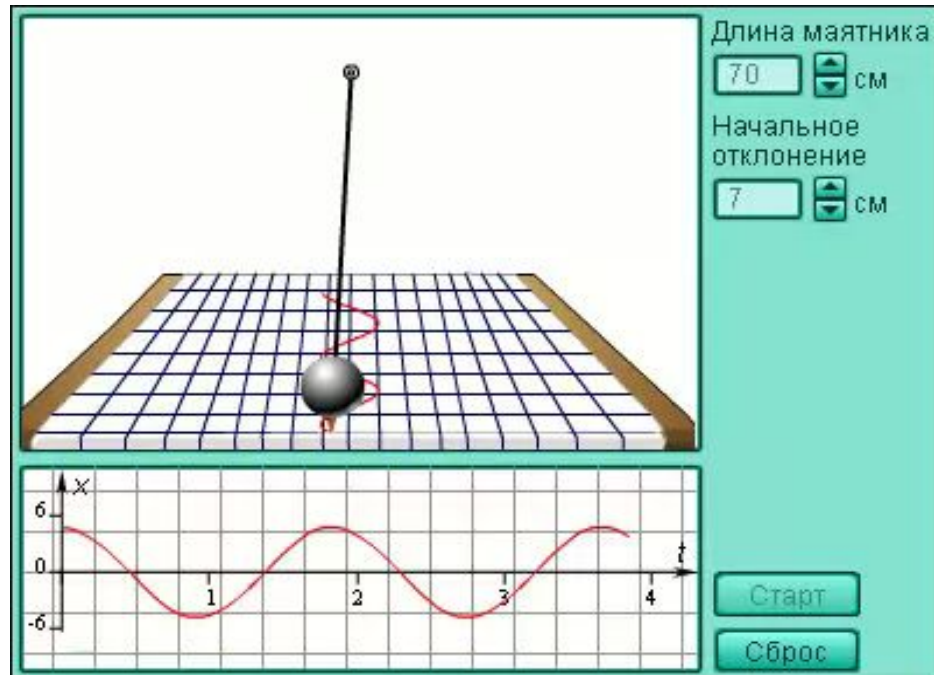 Длина маятника
70 см
Начальное
отклонение
7 см
x
6
0
-6
1 2 3 4
t
Старт
Сброс